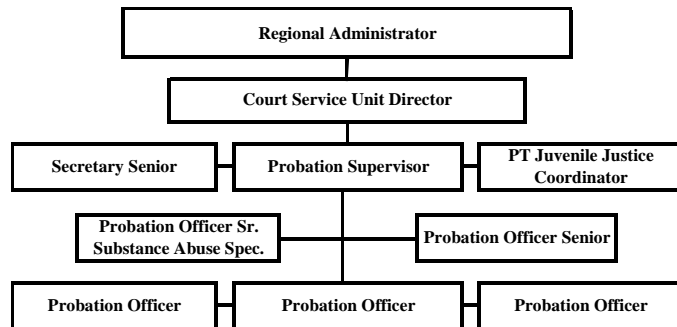 Regional Administrator
Court Service Unit Director
Secretary Senior
Probation Supervisor
PT Juvenile Justice
Coordinator
Probation Officer Sr.
Substance Abuse Spec.
Probation Officer Senior
Probation Officer
Probation Officer
Probation Officer